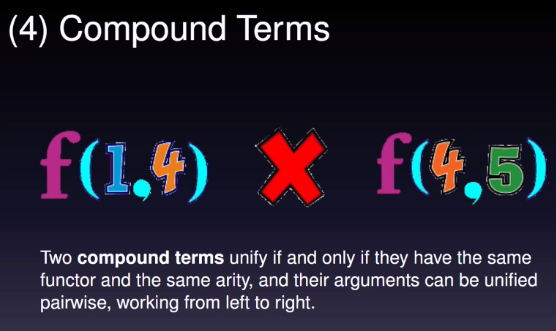 (4) Compound Terms
f(1,4) f(4,5)
Two compound terms unify if and only if they have the same
functor and the same arity, and their arguments can be unified
pairwise, working from left to right.